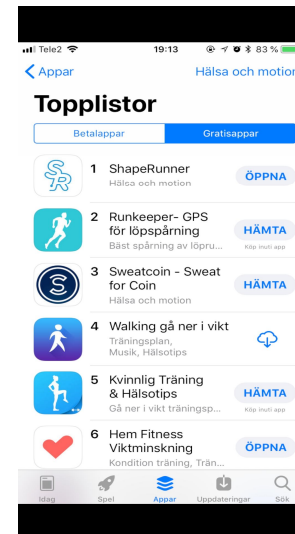 Tele2 19:13 83 %
Appar Hälsa och motion
Topplistor
Betalappar Gratisappar
SR
1 ShapeRunner
Hälsa och motion
ÖPPNA
2 Runkeeper- GPS
för löpspårning
Bäst spårning av löpru...
HÄMTA
Köp inuti app
3 Sweatcoin - Sweat
for Coin
Hälsa och motion
HÄMTA
S
4 Walking gå ner i vikt
Träningsplan,
Musik, Hälsotips
5 Kvinnlig Träning
& Hälsotips
Gå ner i vikt träningsp...
HÄMTA
Köp inuti app
6 Hem Fitness
Viktminskning
Kondition träning, Trän...
ÖPPNA
Idag Spel Appar Uppdateringar Sök